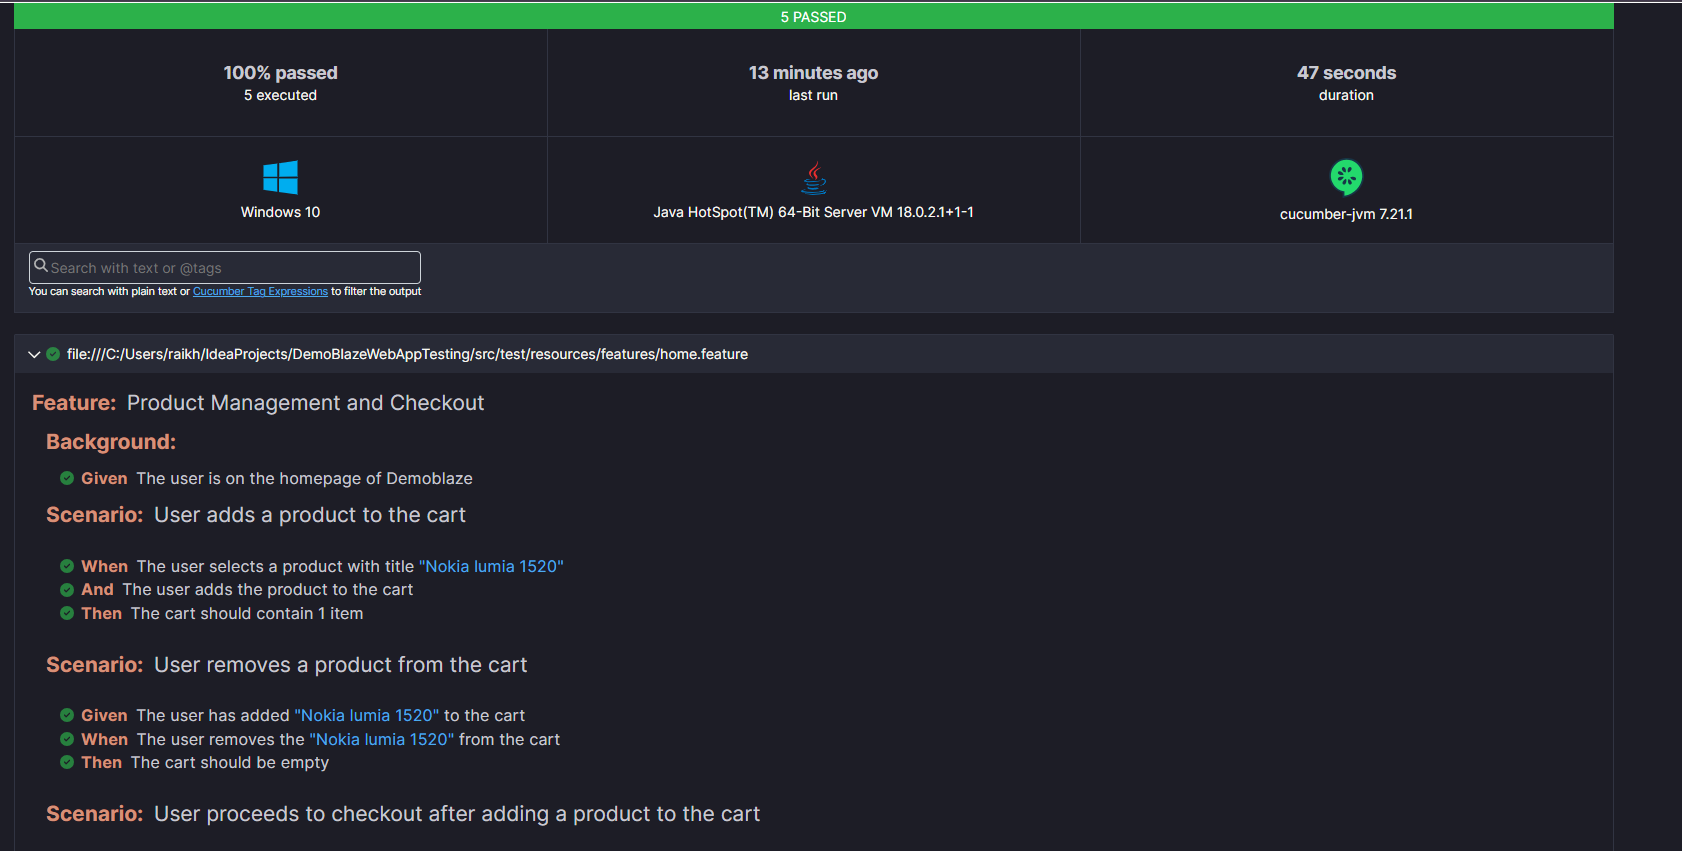 5 PASSED
100% passed
5 executed
13 minutes ago
last run
47 seconds
duration
Windows 10
Java HotSpot(TM) 64-Bit Server VM 18.0.2.1+1-1
cucumber-jvm 7.21.1
Search with text or @tags
You can search with plain text or Cucumber Tag Expressions to filter the output
file:///C:/Users/raikh/IdeaProjects/DemoBlazeWebAppTesting/src/test/resources/features/home.feature
Feature: Product Management and Checkout
Background:
Given The user is on the homepage of Demoblaze
Scenario: User adds a product to the cart
When The user selects a product with title "Nokia lumia 1520"
And The user adds the product to the cart
Then The cart should contain 1 item
Scenario: User removes a product from the cart
Given The user has added "Nokia lumia 1520" to the cart
When The user removes the "Nokia lumia 1520" from the cart
Then The cart should be empty
Scenario: User proceeds to checkout after adding a product to the cart